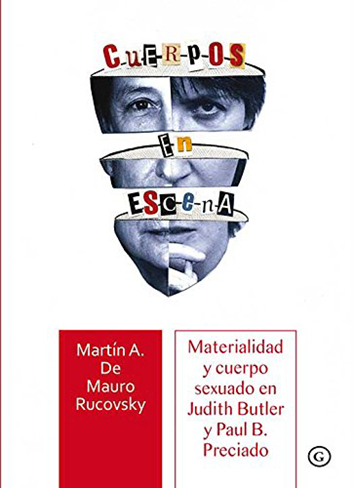 CuERPOS
En
ESCenA
Martín A.
De
Mauro
Rucovsky
Materialidad
y cuerpo
sexuado en
Judith Butler
y Paul B.
Preciado
G